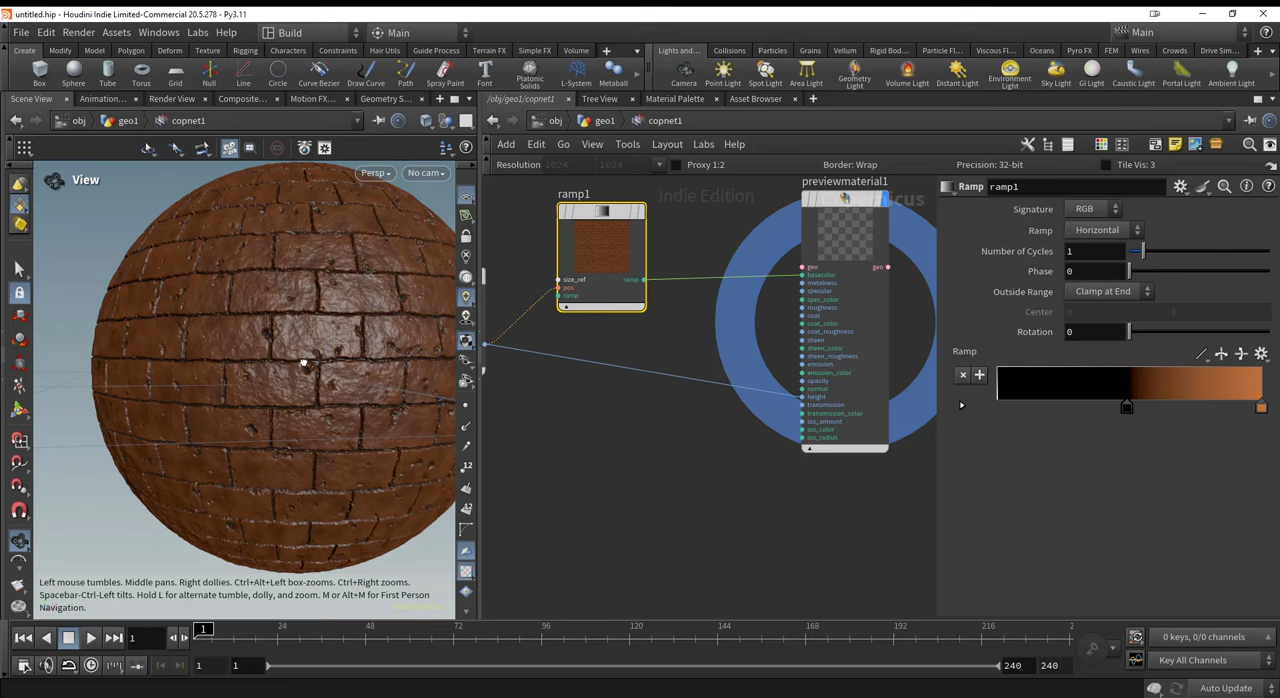 untitled.hip - Houdini Indie Limited-Commercial 20.5.278 - Py3.11
File Edit Render Assets Windows Labs Help Build Main Main
Create Modify Model Polygon Deform Texture Rigging Characters Constraints Hair Utils Guide Process Terrain FX Simple FX Volume Lights and... Collisions Particles Grains Vellum Rigid Bod... Particle Fl... Viscous Fl... Oceans Pyro FX FEM Wires Crowds Drive Sim...
Box Sphere Tube Torus Grid Null Line Circle Curve Bezier Draw Curve Path Spray Paint Font Platonic Solids L-System Metaball Camera Point Light Spot Light Area Light Geometry Light Volume Light Distant Light Environment Light Sky Light GI Light Caustic Light Portal Light Ambient Light
Scene View Animation... Render View Composite... Motion FX... Geometry S... /obj/geo1/copnet1 Tree View Material Palette Asset Browser
obj geo1 copnet1 obj geo1 copnet1
Add Edit Go View Tools Layout Labs Help
Resolution 1024 1024 Proxy 1:2 Border: Wrap Precision: 32-bit Tile Vis: 3
View Persp No cam
Indie Edition
ramp1
size_ref
pos
ramp
ramp
previewmaterial1
geo geo
basecolor
metalness
specular
spec_color
roughness
coat
coat_color
coat_roughness
sheen
sheen_color
sheen_roughness
emission
emission_color
opacity
normal
height
transmission
transmission_color
sss_amount
sss_color
sss_radius
Ramp ramp1
Signature RGB
Ramp Horizontal
Number of Cycles 1
Phase 0
Outside Range Clamp at End
Center 0 0
Rotation 0
Ramp
Left mouse tumbles. Middle pans. Right dollies. Ctrl+Alt+Left box-zooms. Ctrl+Right zooms.
Spacebar-Ctrl-Left tilts. Hold L for alternate tumble, dolly, and zoom. M or Alt+M for First Person
Navigation.
12
12
1 1 24 48 72 96 120 144 168 192 216 2
0 keys, 0/0 channels
1 1 240 240 Key All Channels
Auto Update